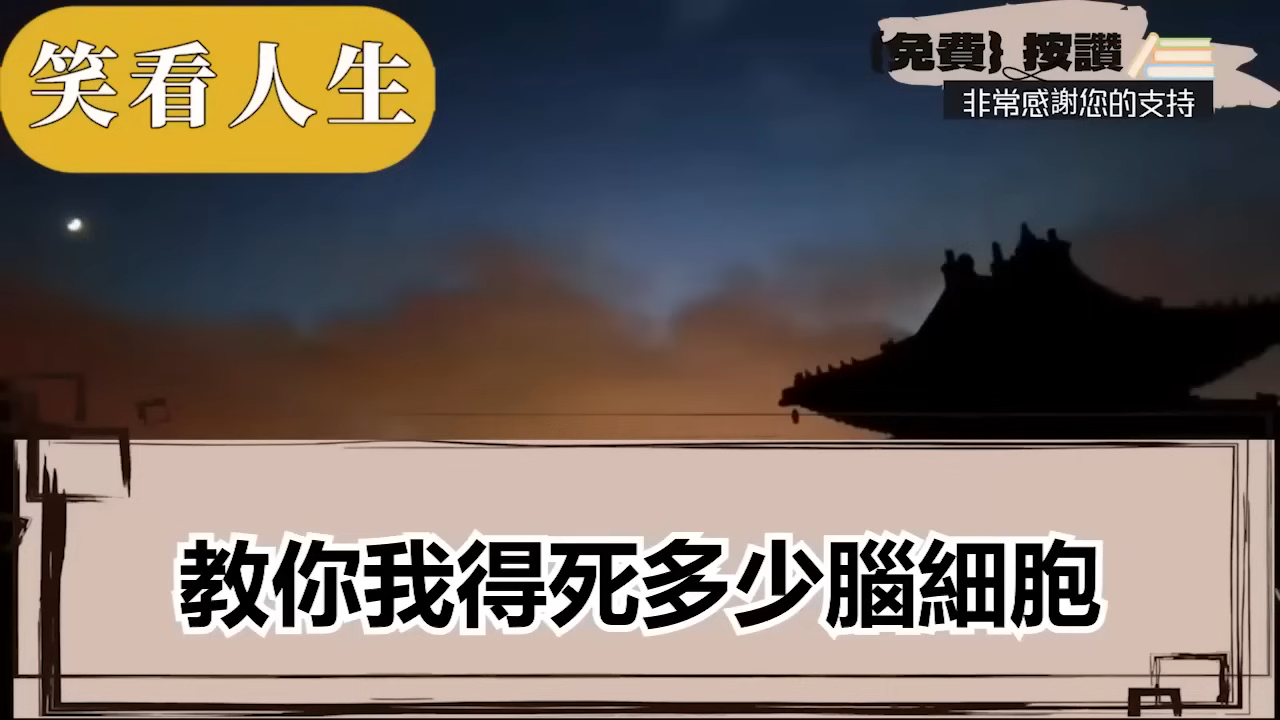 笑看人生
{免費} 按讚
非常感謝您的支持
教你我得死多少腦細胞